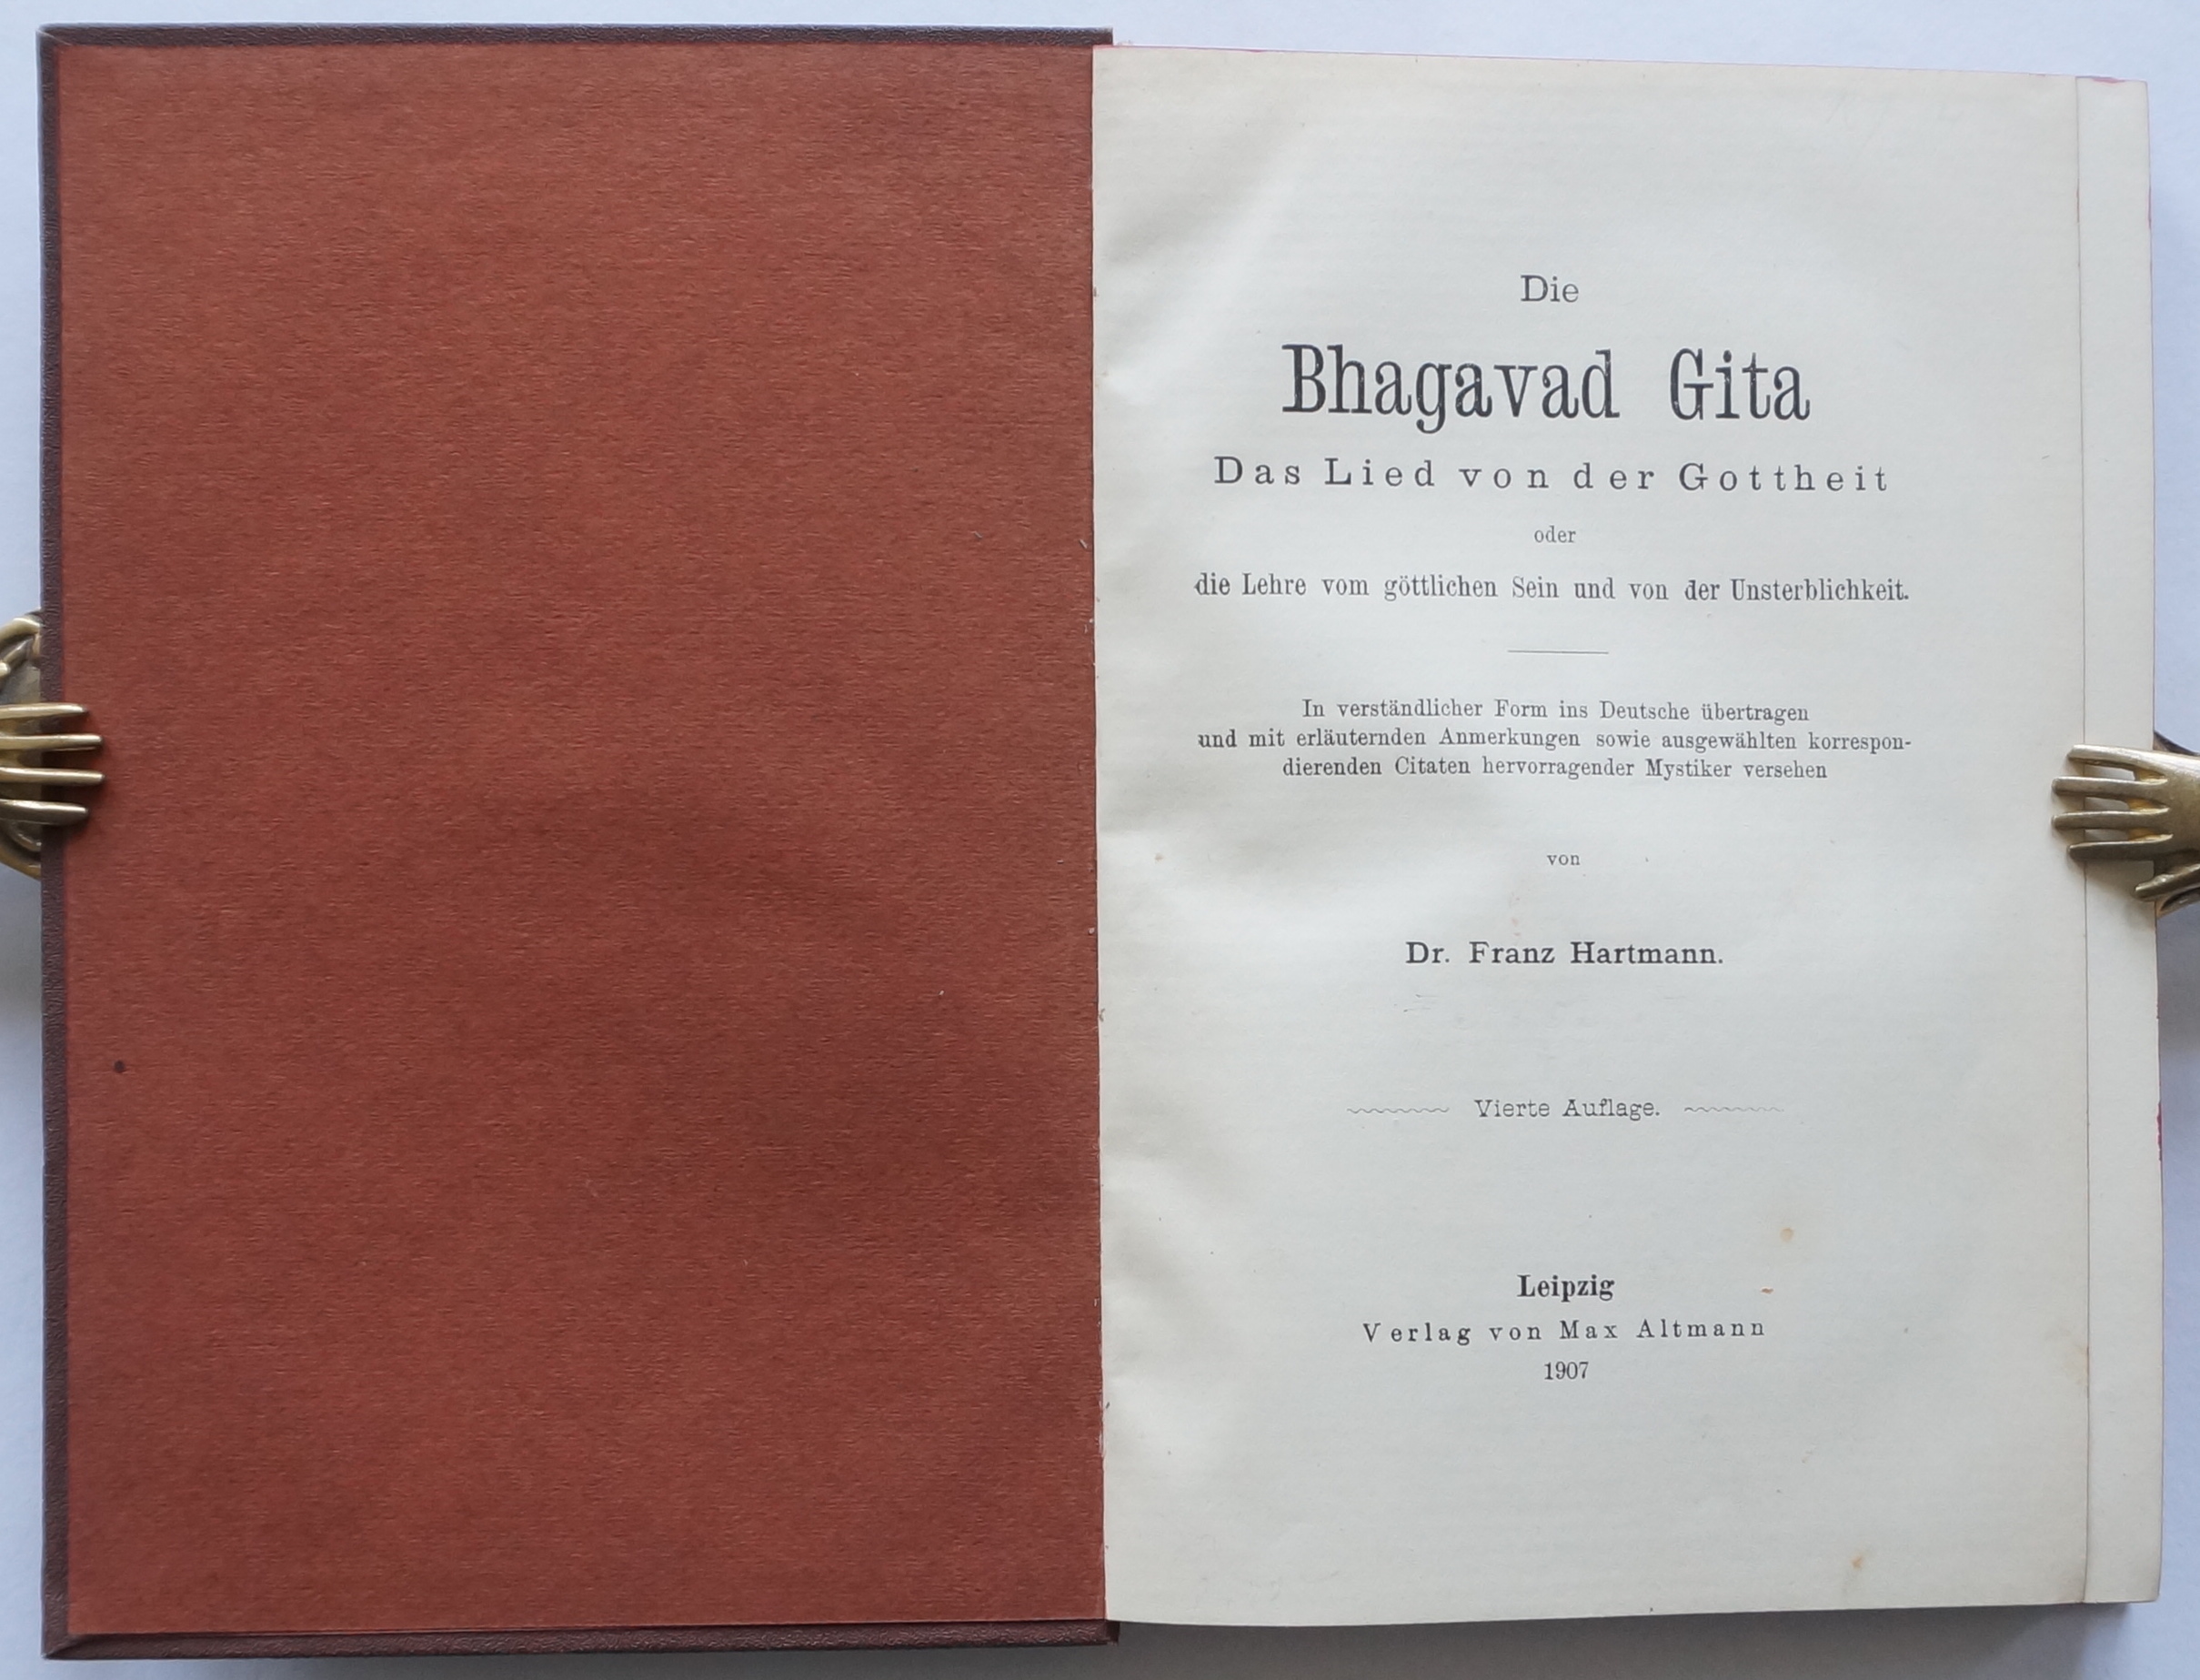 Die
Bhagavad Gita
Das Lied von der Gottheit
oder
die Lehre vom göttlichen Sein und von der Unsterblichkeit.
In verständlicher Form ins Deutsche übertragen
und mit erläuternden Anmerkungen sowie ausgewählten korrespon-
dierenden Citaten hervorragender Mystiker versehen
von
Dr. Franz Hartmann.
Vierte Auflage.
Leipzig
Verlag von Max Altmann
1907